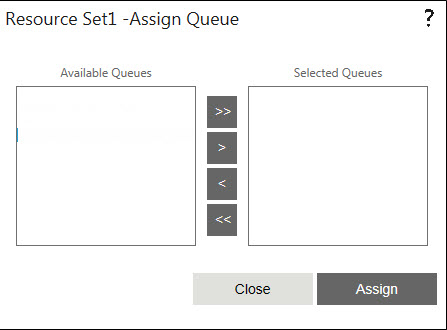 Resource Set1 -Assign Queue
?
Available Queues
Selected Queues
>>
>
<
<<
Close
Assign